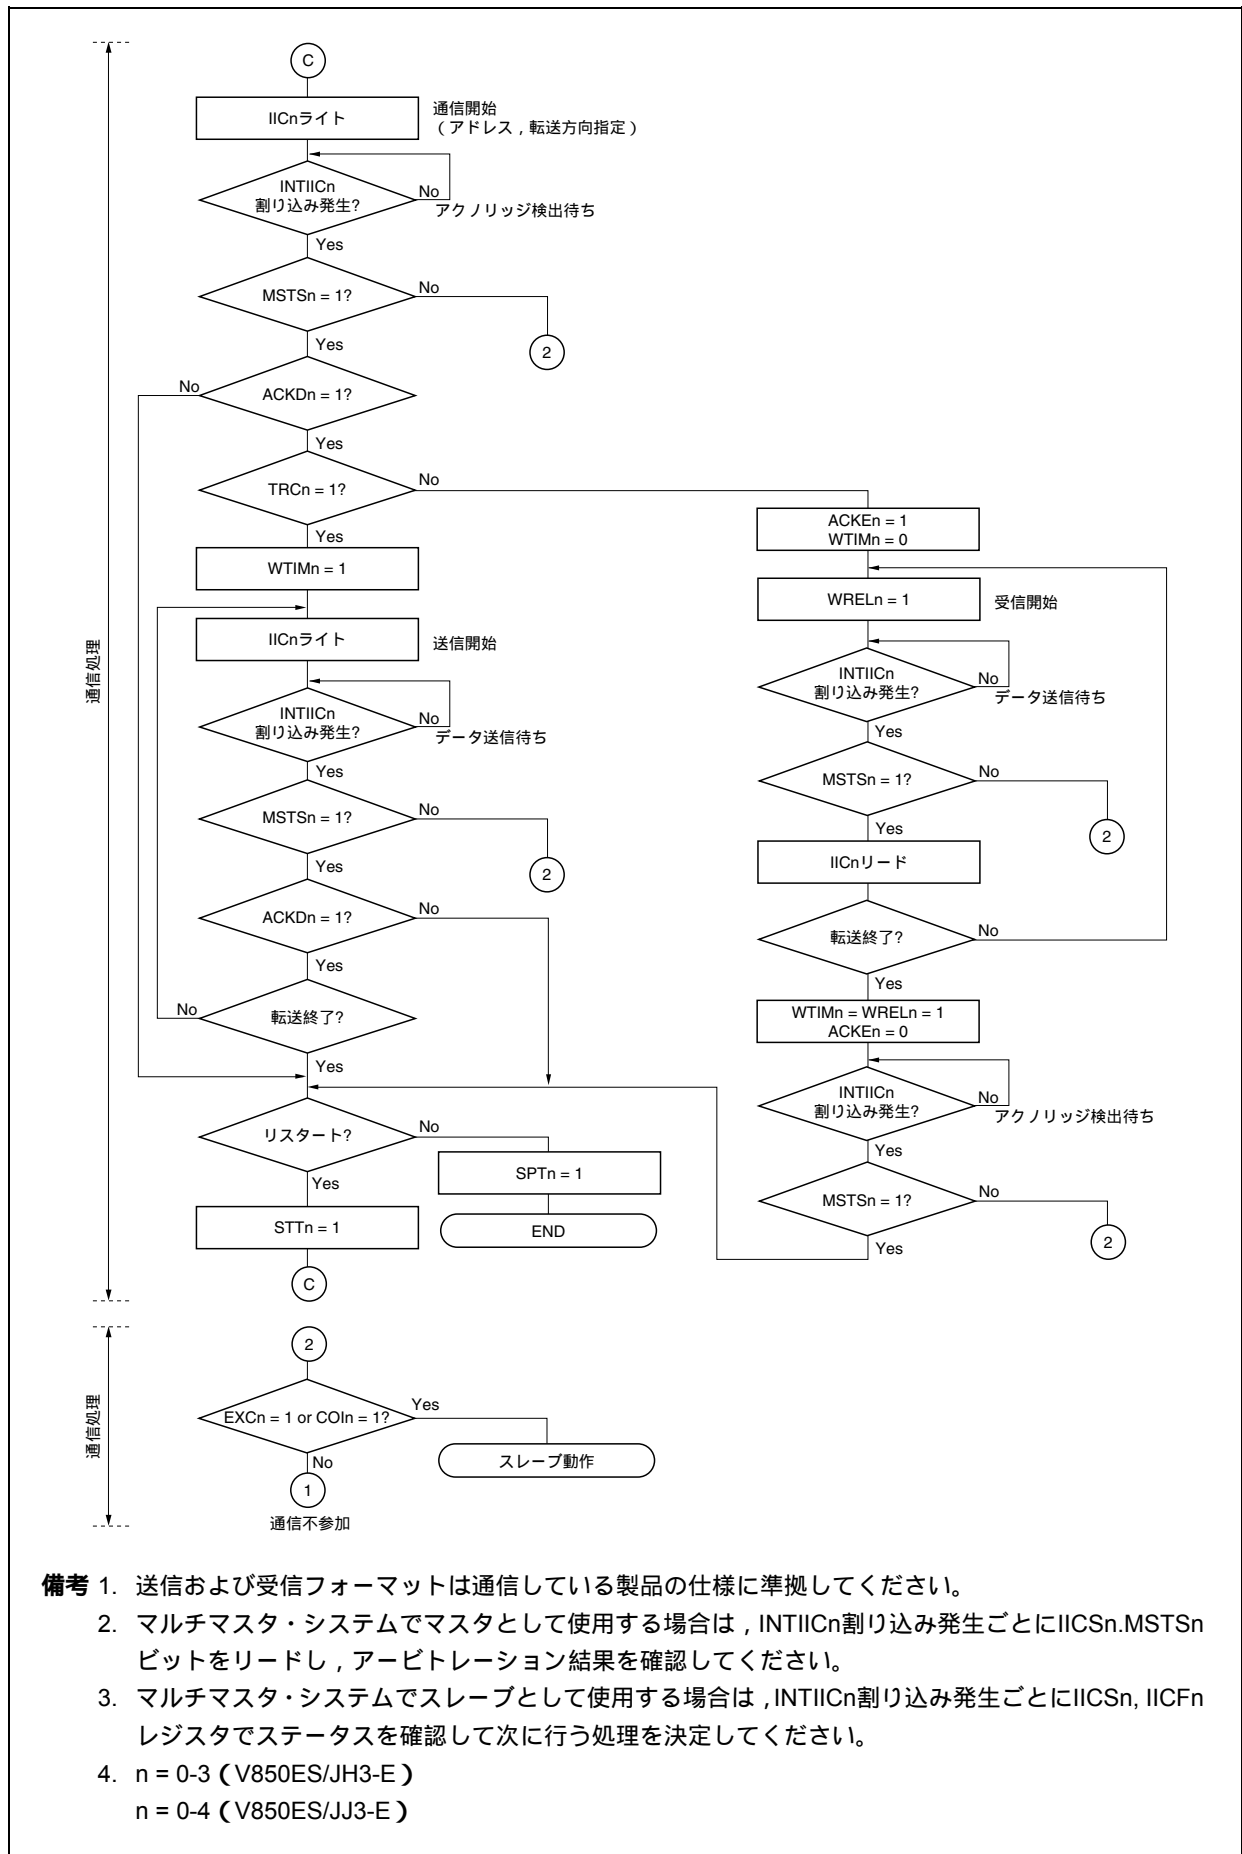 C
IICnライト
通信開始
（アドレス，転送方向指定）
INTIICn
割り込み発生?
No
アクノリッジ検出待ち
Yes
MSTSn = 1?
No
2
Yes
ACKDn = 1?
No
Yes
TRCn = 1?
No
Yes
WTIMn = 1
IICnライト
送信開始
INTIICn
割り込み発生?
No
データ送信待ち
Yes
MSTSn = 1?
No
2
Yes
ACKDn = 1?
No
Yes
転送終了?
No
Yes
リスタート?
No
SPTn = 1
END
Yes
STTn = 1
C
ACKEn = 1
WTIMn = 0
WRELn = 1
受信開始
INTIICn
割り込み発生?
No
データ送信待ち
Yes
MSTSn = 1?
No
2
Yes
IICnリード
転送終了?
No
Yes
WTIMn = WRELn = 1
ACKEn = 0
INTIICn
割り込み発生?
No
アクノリッジ検出待ち
Yes
MSTSn = 1?
No
2
Yes
通信処理
2
EXCn = 1 or COIn = 1?
Yes
スレーブ動作
No
1
通信不参加
通信処理
備考 1. 送信および受信フォーマットは通信している製品の仕様に準拠してください。
2. マルチマスタ・システムでマスタとして使用する場合は，INTIICn割り込み発生ごとにIICSn.MSTSn
ビットをリードし，アービトレーション結果を確認してください。
3. マルチマスタ・システムでスレーブとして使用する場合は，INTIICn割り込み発生ごとにIICSn, IICFn
レジスタでステータスを確認して次に行う処理を決定してください。
4. n = 0-3（V850ES/JH3-E）
n = 0-4（V850ES/JJ3-E）